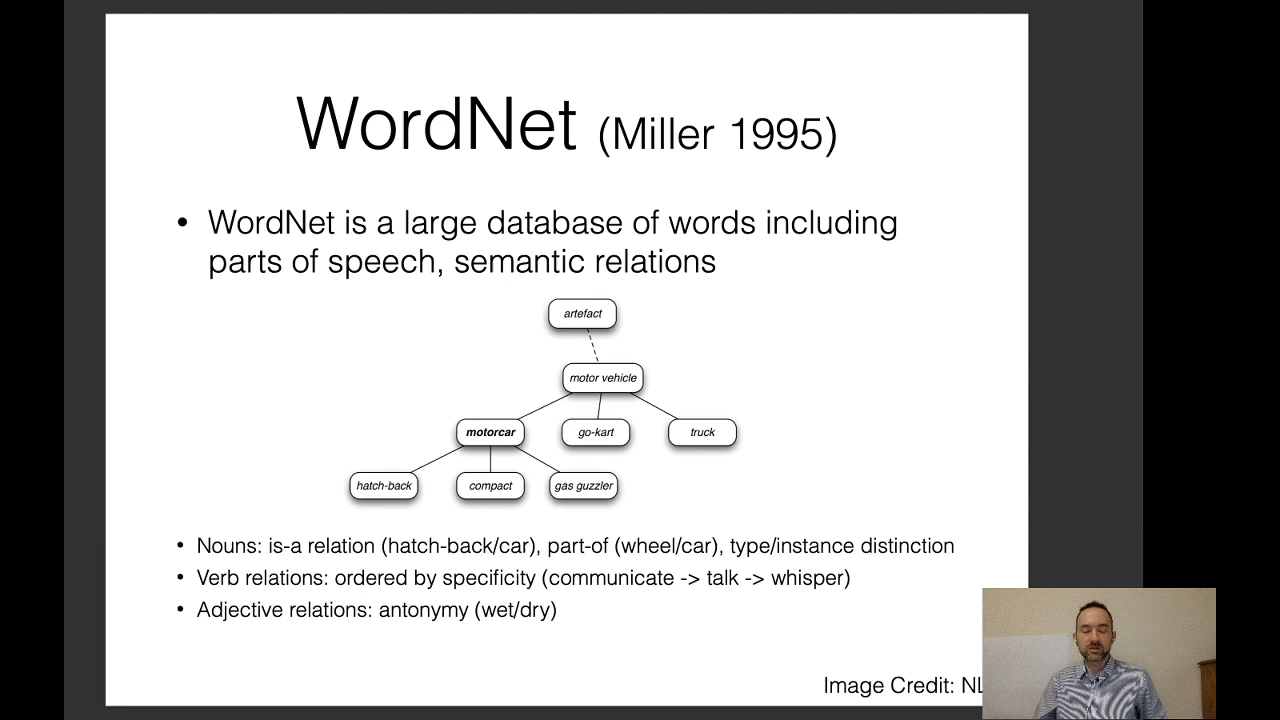 WordNet (Miller 1995)
• WordNet is a large database of words including
parts of speech, semantic relations
artefact
motor vehicle
motorcar
go-kart
truck
hatch-back
compact
gas guzzler
• Nouns: is-a relation (hatch-back/car), part-of (wheel/car), type/instance distinction
• Verb relations: ordered by specificity (communicate -> talk -> whisper)
• Adjective relations: antonymy (wet/dry)
Image Credit: